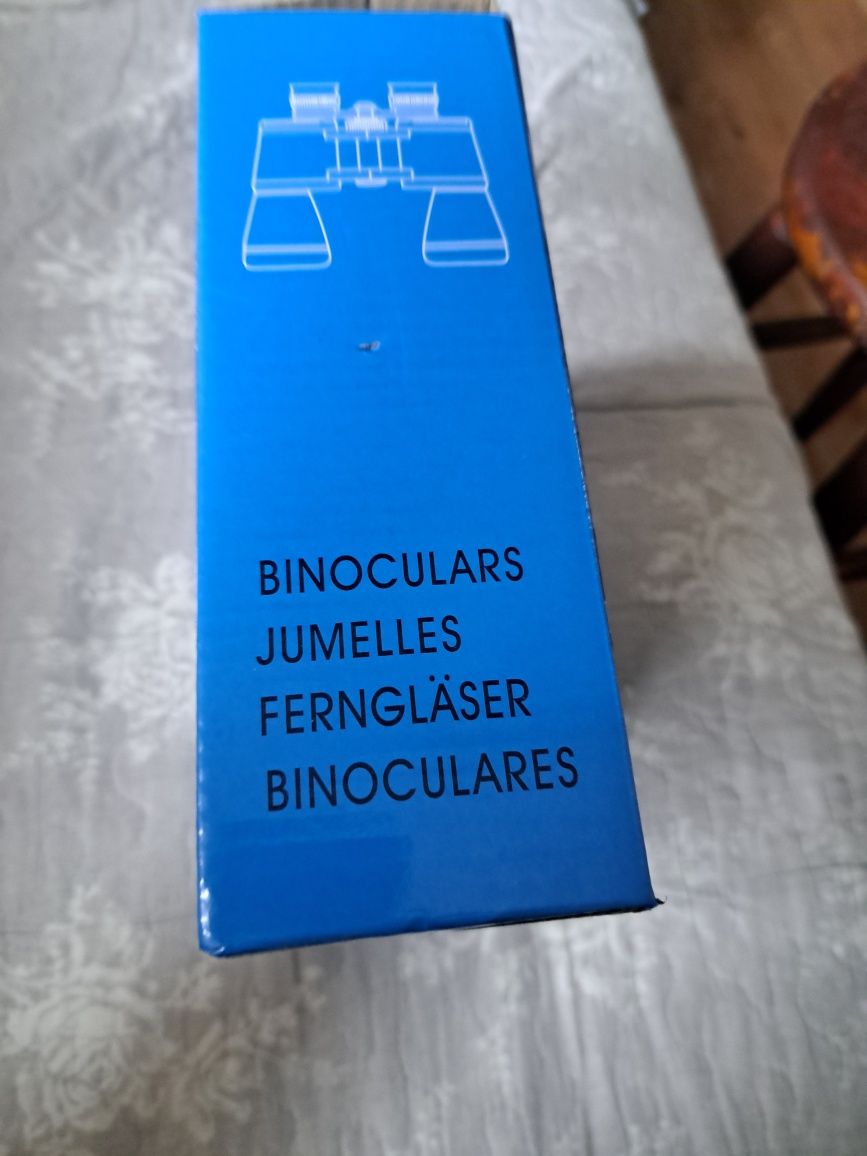 BINOCULARS
JUMELLES
FERNGLÄSER
BINOCULARES